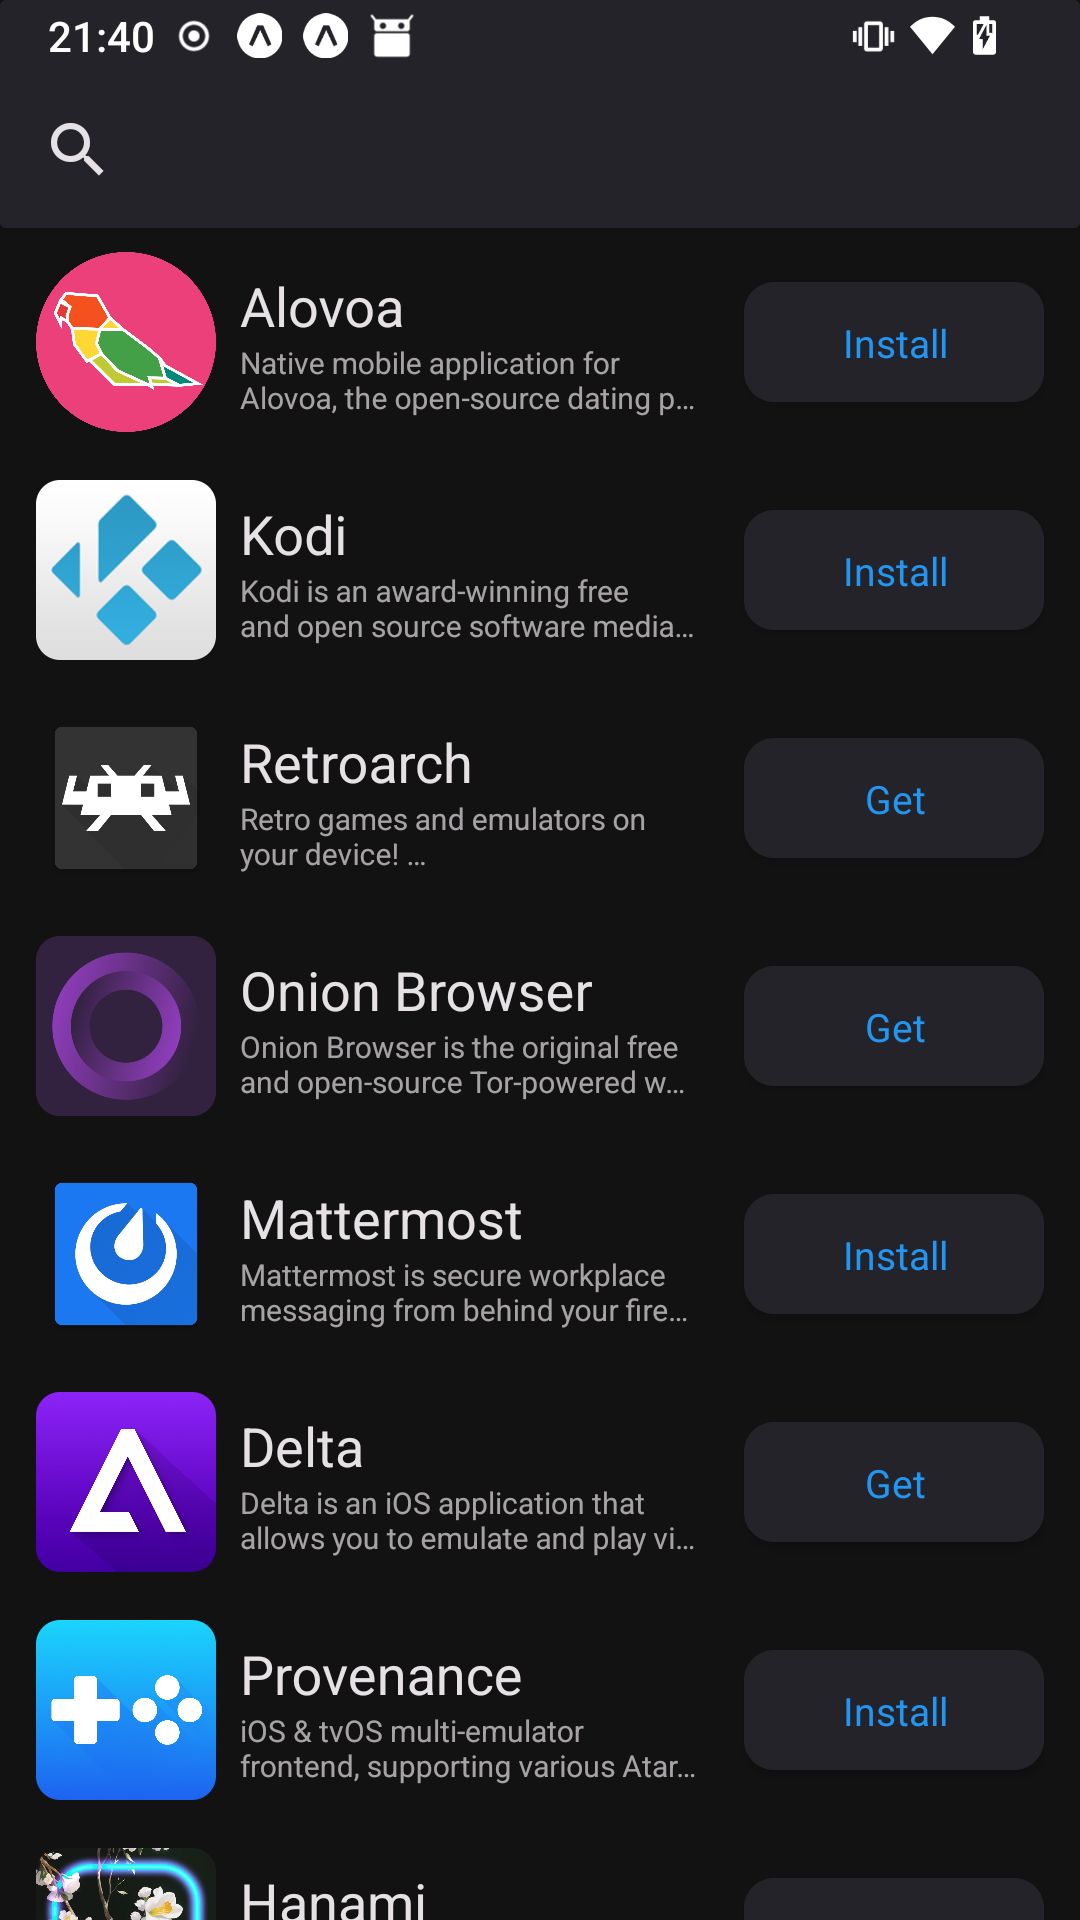 21:40
Alovoa
Native mobile application for
Alovoa, the open-source dating p...
Install
Kodi
Kodi is an award-winning free
and open source software media...
Install
Retroarch
Retro games and emulators on
your device! ...
Get
Onion Browser
Onion Browser is the original free
and open-source Tor-powered w...
Get
Mattermost
Mattermost is secure workplace
messaging from behind your fire...
Install
Delta
Delta is an iOS application that
allows you to emulate and play vi...
Get
Provenance
iOS & tvOS multi-emulator
frontend, supporting various Atar...
Install
Hanami